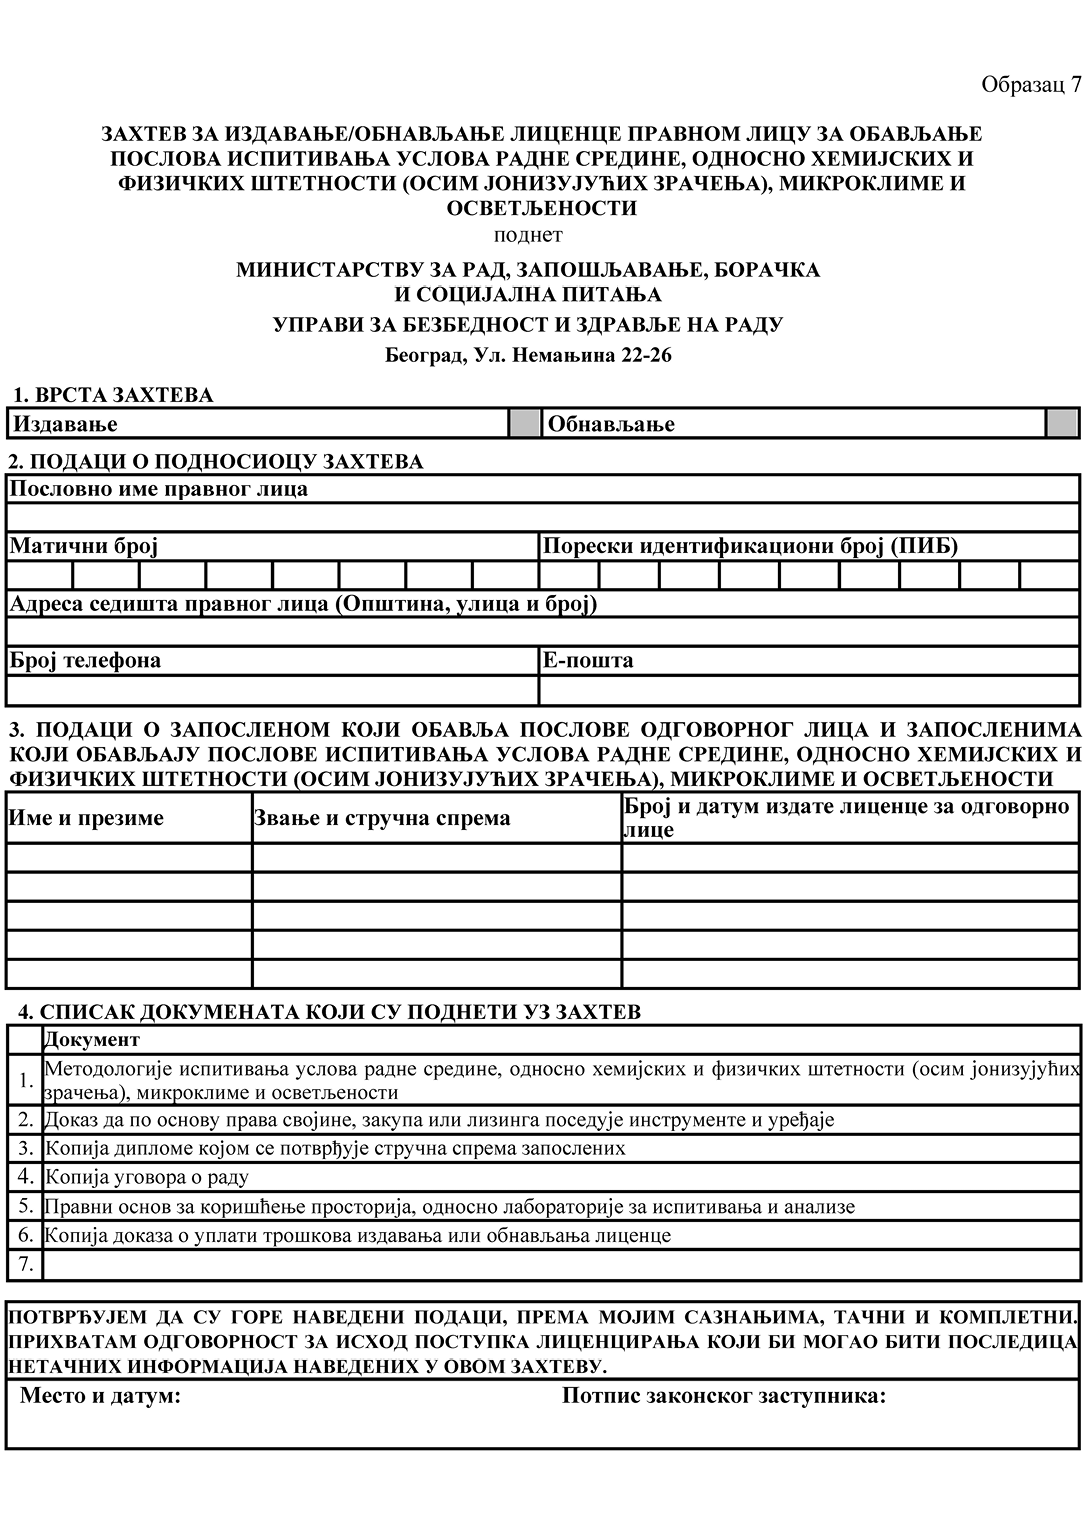 Образац 7
ЗАХТЕВ ЗА ИЗДАВАЊЕ/ОБНАВЉАЊЕ ЛИЦЕНЦЕ ПРАВНОМ ЛИЦУ ЗА ОБАВЉАЊЕ
ПОСЛОВА ИСПИТИВАЊА УСЛОВА РАДНЕ СРЕДИНЕ, ОДНОСНО ХЕМИЈСКИХ И
ФИЗИЧКИХ ШТЕТНОСТИ (ОСИМ ЈОНИЗУЈУЋИХ ЗРАЧЕЊА), МИКРОКЛИМЕ И
ОСВЕТЉЕНОСТИ
поднет
МИНИСТАРСТВУ ЗА РАД, ЗАПОШЉАВАЊЕ, БОРАЧКА
И СОЦИЈАЛНА ПИТАЊА
УПРАВИ ЗА БЕЗБЕДНОСТ И ЗДРАВЉЕ НА РАДУ
Београд, Ул. Немањина 22-26
1. ВРСТА ЗАХТЕВА
Издавање Обнављање
2. ПОДАЦИ О ПОДНОСИОЦУ ЗАХТЕВА
Пословно име правног лица
Матични број Порески идентификациони број (ПИБ)
Адреса седишта правног лица (Општина, улица и број)
Број телефона Е-пошта
3. ПОДАЦИ О ЗАПОСЛЕНОМ КОЈИ ОБАВЉА ПОСЛОВЕ ОДГОВОРНОГ ЛИЦА И ЗАПОСЛЕНИМА
КОЈИ ОБАВЉАЈУ ПОСЛОВЕ ИСПИТИВАЊА УСЛОВА РАДНЕ СРЕДИНЕ, ОДНОСНО ХЕМИЈСКИХ И
ФИЗИЧКИХ ШТЕТНОСТИ (ОСИМ ЈОНИЗУЈУЋИХ ЗРАЧЕЊА), МИКРОКЛИМЕ И ОСВЕТЉЕНОСТИ
Име и презиме Звање и стручна спрема Број и датум издате лиценце за одговорно
лице
4. СПИСАК ДОКУМЕНАТА КОЈИ СУ ПОДНЕТИ УЗ ЗАХТЕВ
Документ
1. Методологије испитивања услова радне средине, односно хемијских и физичких штетности (осим јонизујућих
зрачења), микроклиме и осветљености
2. Доказ да по основу права својине, закупа или лизинга поседује инструменте и уређаје
3. Копија дипломе којом се потврђује стручна спрема запослених
4. Копија уговора о раду
5. Правни основ за коришћење просторија, односно лабораторије за испитивања и анализе
6. Копија доказа о уплати трошкова издавања или обнављања лиценце
7.
ПОТВРЂУЈЕМ ДА СУ ГОРЕ НАВЕДЕНИ ПОДАЦИ, ПРЕМА МОЈИМ САЗНАЊИМА, ТАЧНИ И КОМПЛЕТНИ.
ПРИХВАТАМ ОДГОВОРНОСТ ЗА ИСХОД ПОСТУПКА ЛИЦЕНЦИРАЊА КОЈИ БИ МОГАО БИТИ ПОСЛЕДИЦА
НЕТАЧНИХ ИНФОРМАЦИЈА НАВЕДЕНИХ У ОВОМ ЗАХТЕВУ.
Место и датум: Потпис законског заступника: